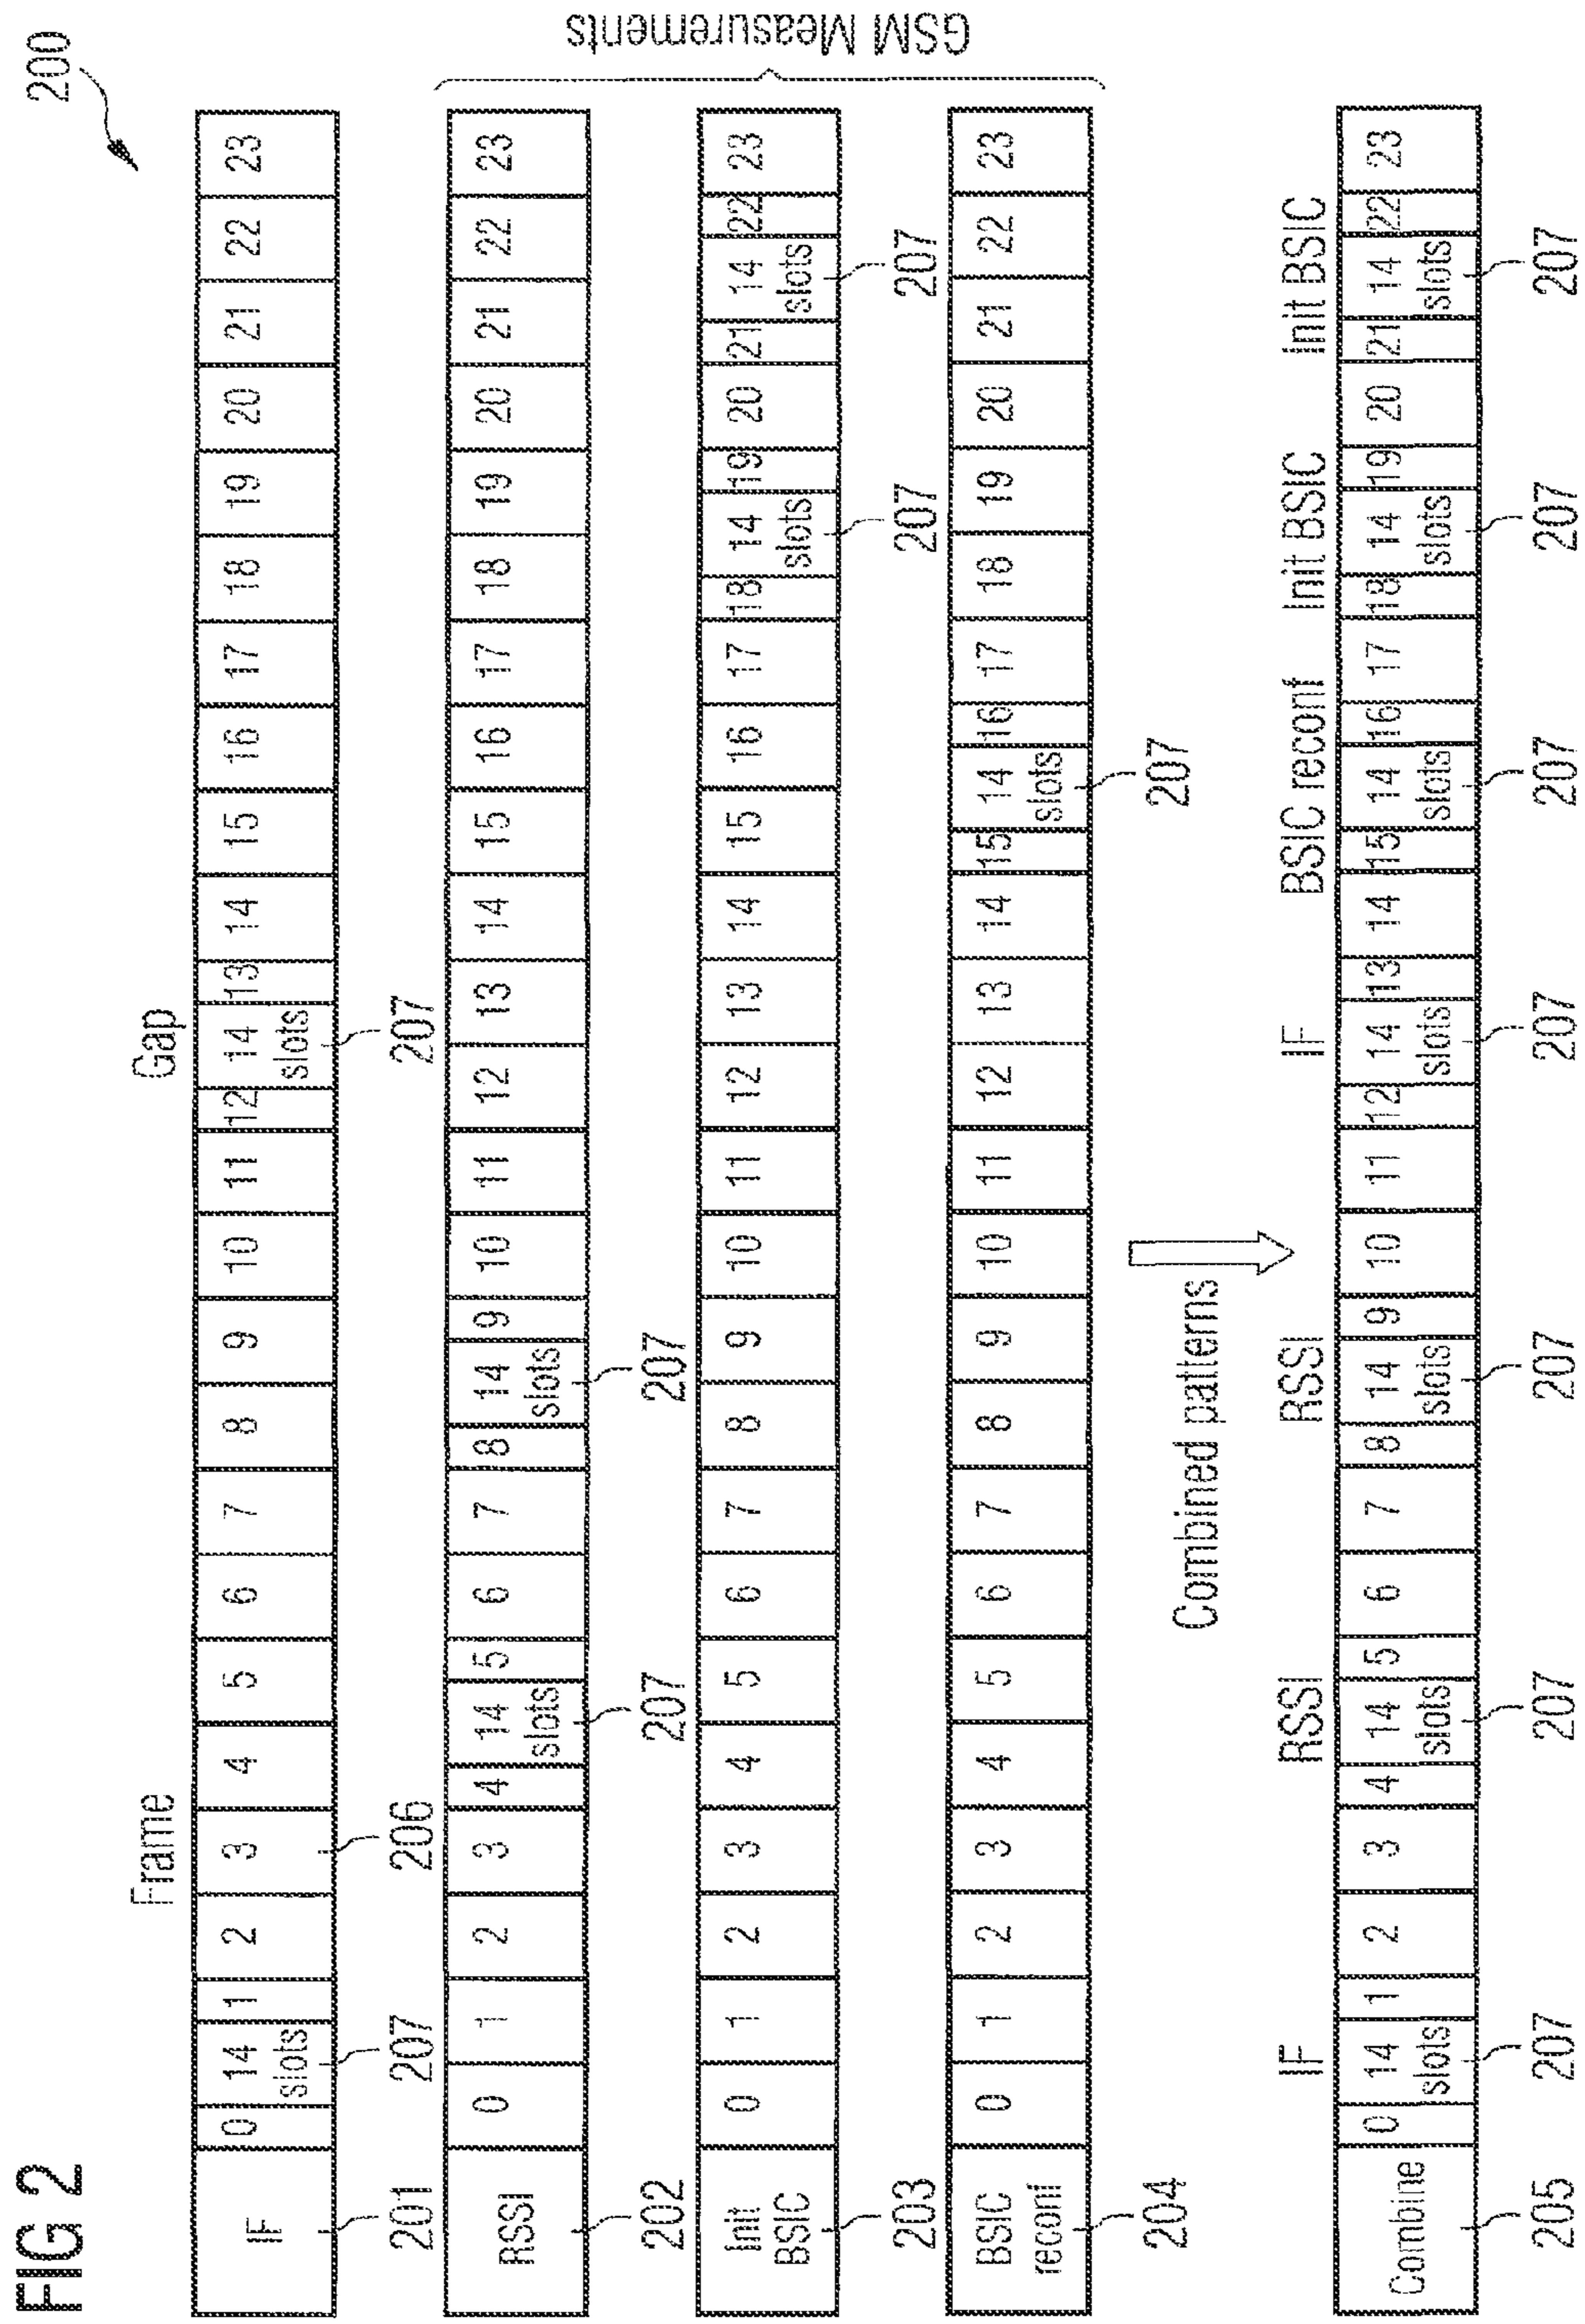 FIG 2
200
Frame
Gap
IF 0 14 slots 1 2 3 4 5 6 7 8 9 10 11 12 14 slots 13 14 15 16 17 18 19 20 21 22 23
201 207 206 207
RSSI 0 1 2 3 4 14 slots 5 6 7 8 14 slots 9 10 11 12 13 14 15 16 17 18 19 20 21 22 23
202 207 207
Init BSIC 0 1 2 3 4 5 6 7 8 9 10 11 12 13 14 15 16 17 18 14 slots 19 20 21 14 slots 22 23
203 207 207
BSIC reconf 0 1 2 3 4 5 6 7 8 9 10 11 12 13 14 15 14 slots 16 17 18 19 20 21 22 23
204 207
GSM Measurements
Combined patterns
IF RSSI RSSI IF BSIC reconf Init BSIC Init BSIC
Combine 0 14 slots 1 2 3 4 14 slots 5 6 7 8 14 slots 9 10 11 12 14 slots 13 14 15 14 slots 16 17 18 14 slots 19 20 21 14 slots 22 23
205 207 207 207 207 207 207 207